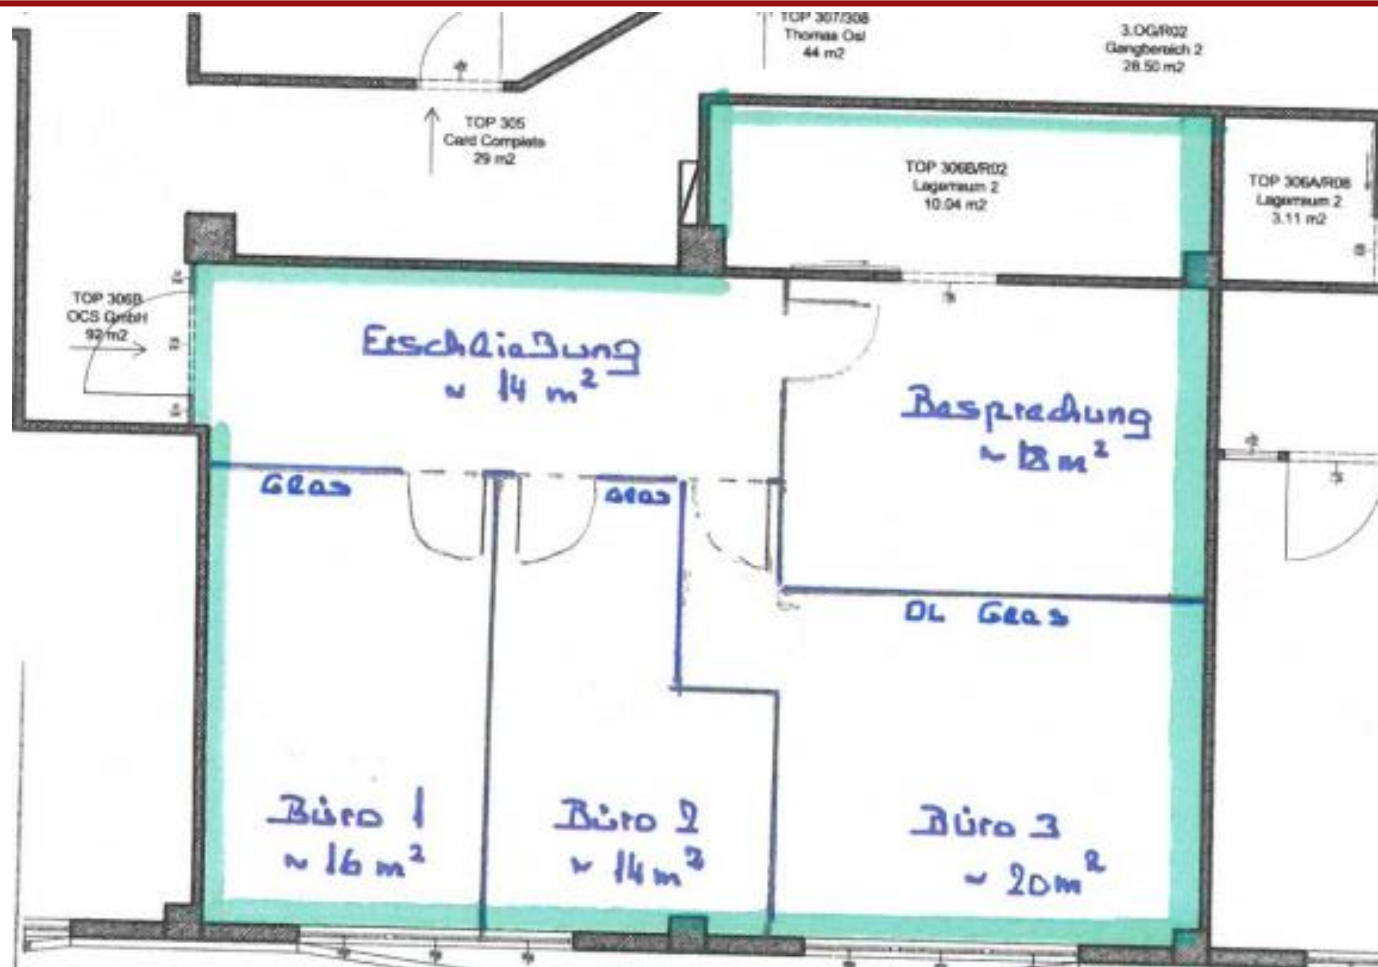 TOP 307/308
Thomas Osl
44 m2
3.OG/R02
Gangbereich 2
28.50 m2
TOP 305
Card Complete
29 m2
TOP 306B/R02
Lagerraum 2
10.04 m2
TOP 306A/R08
Lagerraum 2
3.11 m2
TOP 306B
OCS GmbH
92 m2
Erschließung
~ 14 m²
Besprechung
~ 18 m²
Glas
Glas
OL Glas
Büro 1
~ 16 m²
Büro 2
~ 14 m²
Büro 3
~ 20 m²